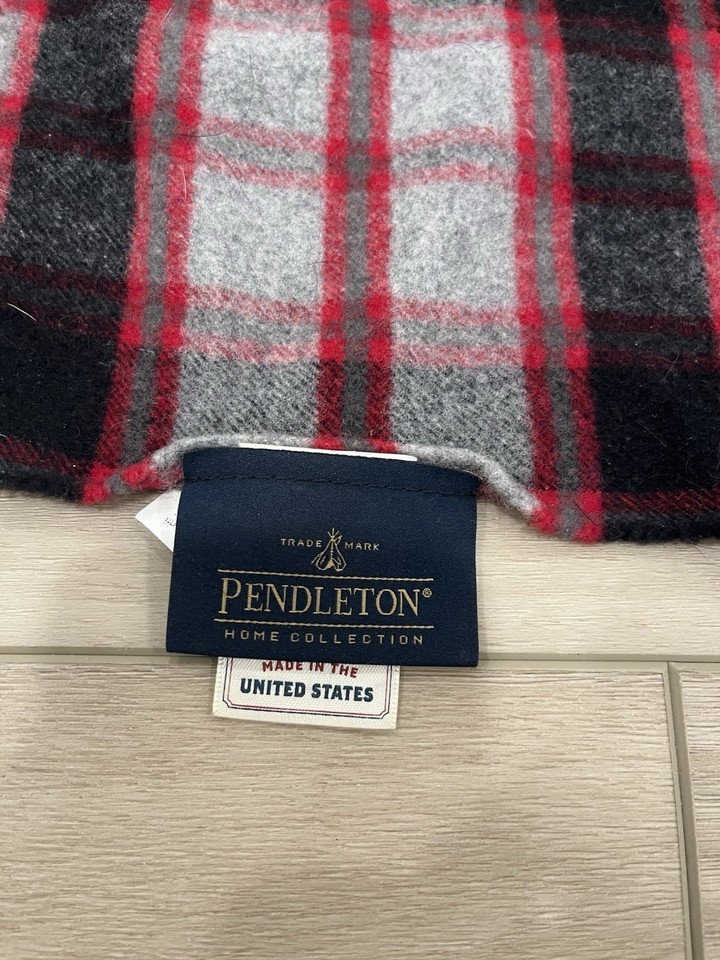 TRADE MARK
PENDLETON®
HOME COLLECTION
MADE IN THE
UNITED STATES